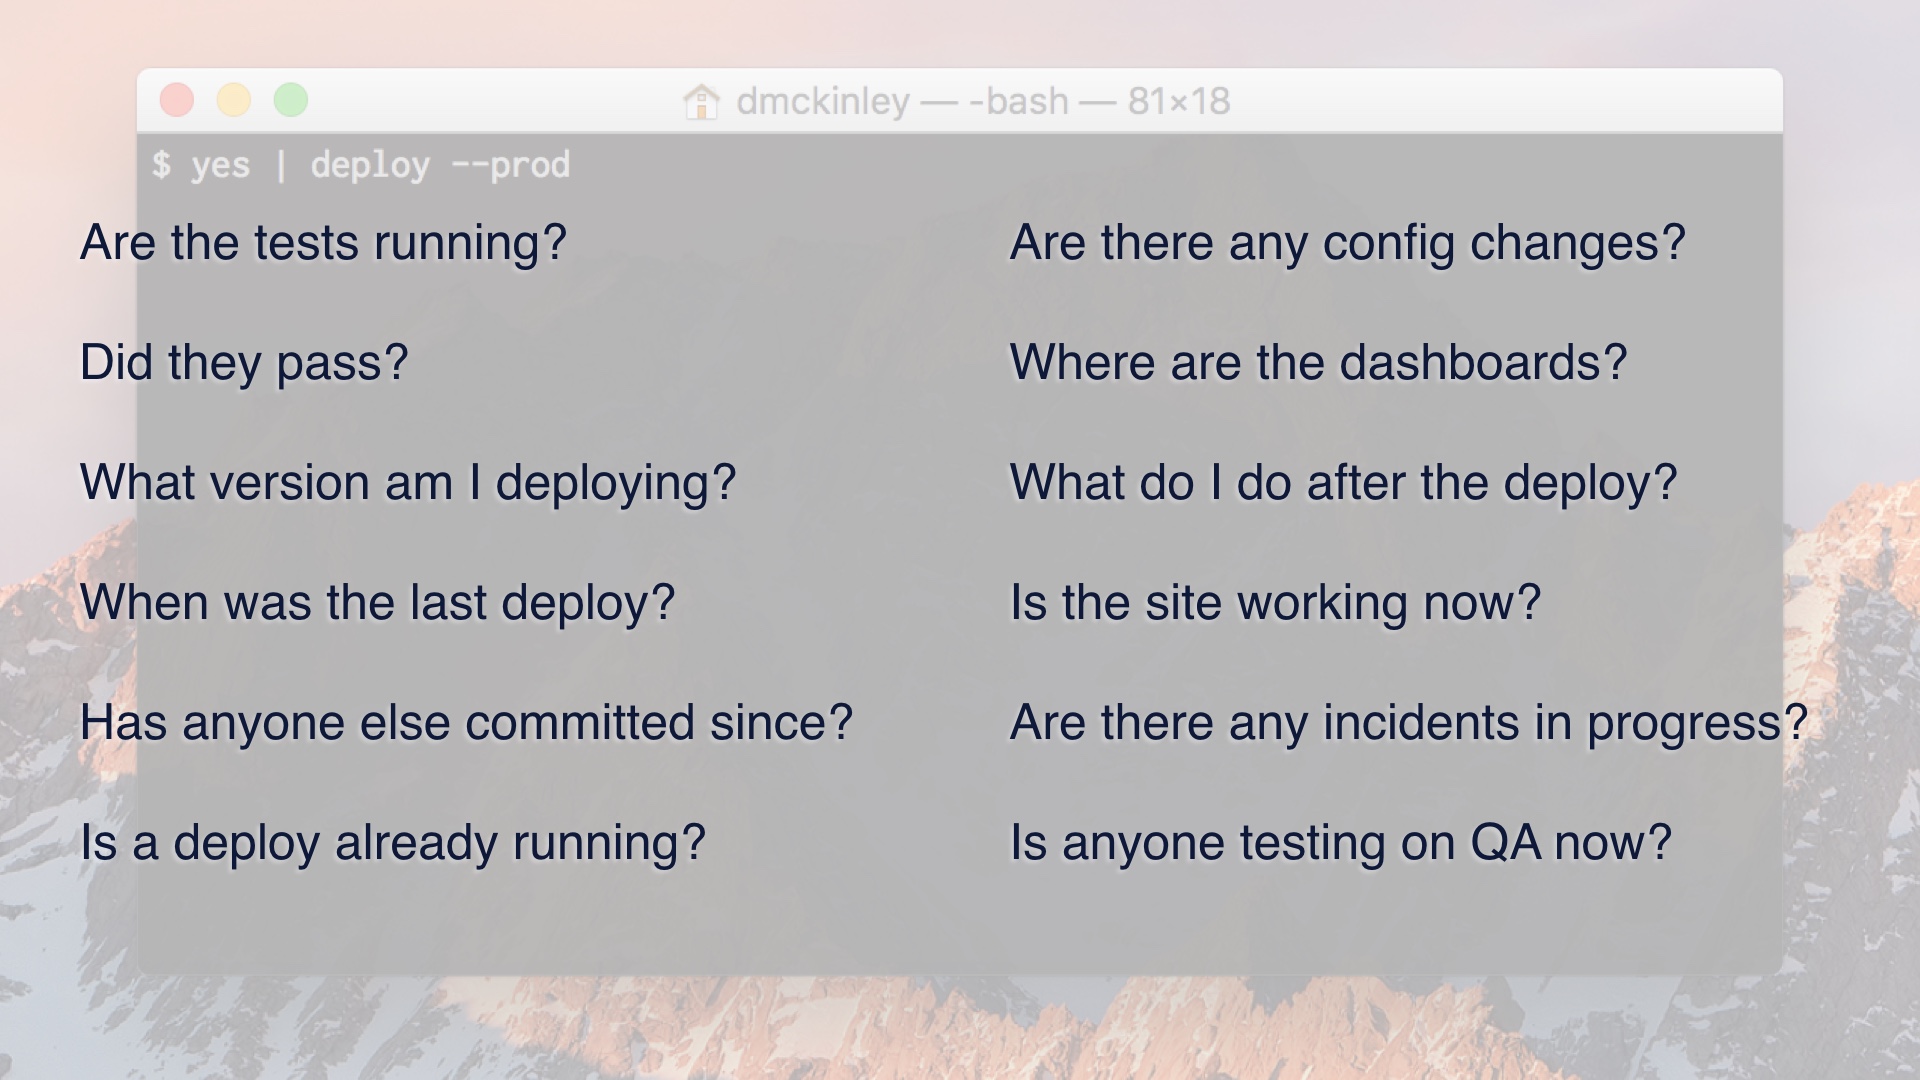 dmckinley — -bash — 81×18
$ yes | deploy --prod
Are the tests running?
Did they pass?
What version am I deploying?
When was the last deploy?
Has anyone else committed since?
Is a deploy already running?
Are there any config changes?
Where are the dashboards?
What do I do after the deploy?
Is the site working now?
Are there any incidents in progress?
Is anyone testing on QA now?